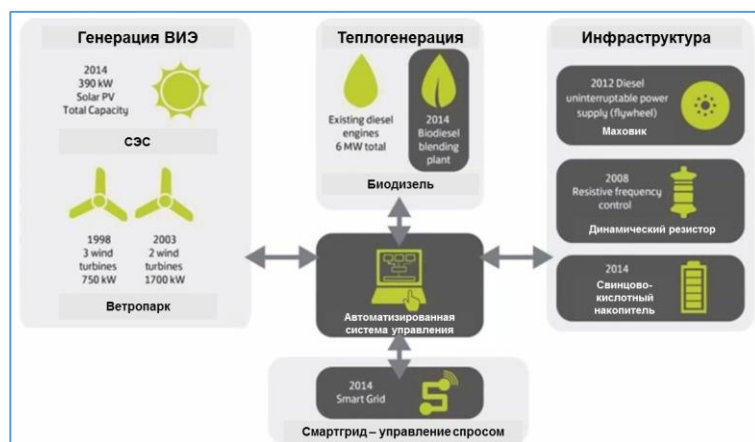 Генерация ВИЭ
2014
390 kW
Solar PV
Total Capacity
СЭС
1998
3 wind
turbines
750 kW
2003
2 wind
turbines
1700 kW
Ветропарк
Теплогенерация
Existing diesel
engines
6 MW total
2014
Biodiesel
blending
plant
Биодизель
Автоматизированная
система управления
2014
Smart Grid
Смартгрид – управление спросом
Инфраструктура
2012 Diesel
uninterruptable power
supply (flywheel)
Маховик
2008
Resistive frequency
control
Динамический резистор
2014
Свинцово-
кислотный
накопитель